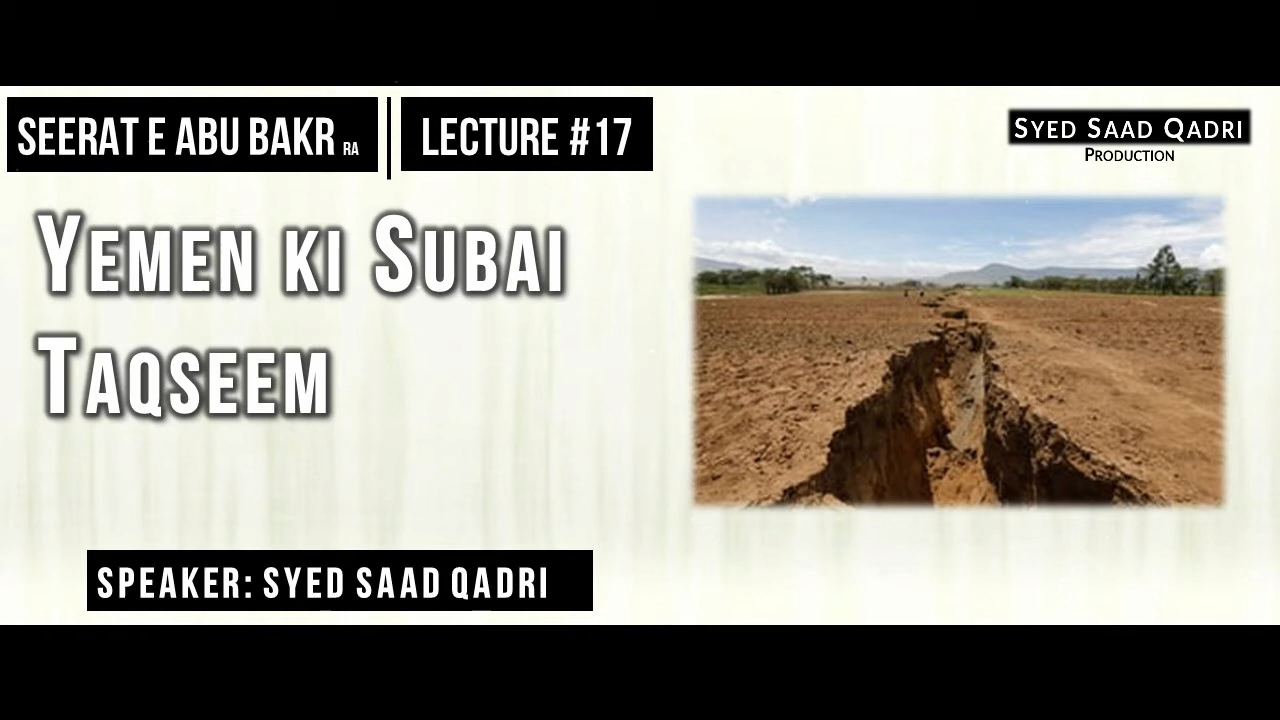 SEERAT E ABU BAKR RA
LECTURE #17
SYED SAAD QADRI
PRODUCTION
YEMEN KI SUBAI
TAQSEEM
SPEAKER: SYED SAAD QADRI